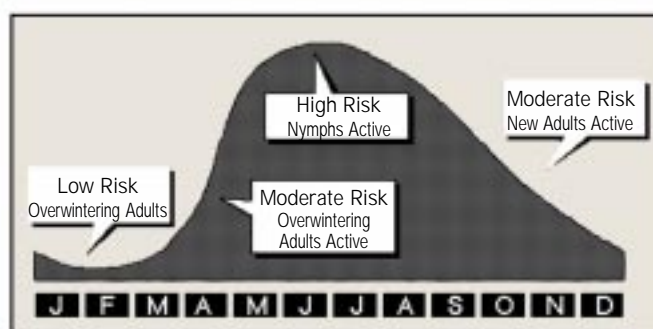 High Risk
Nymphs Active
Moderate Risk
New Adults Active
Low Risk
Overwintering Adults
Moderate Risk
Overwintering
Adults Active
J F M A M J J A S O N D